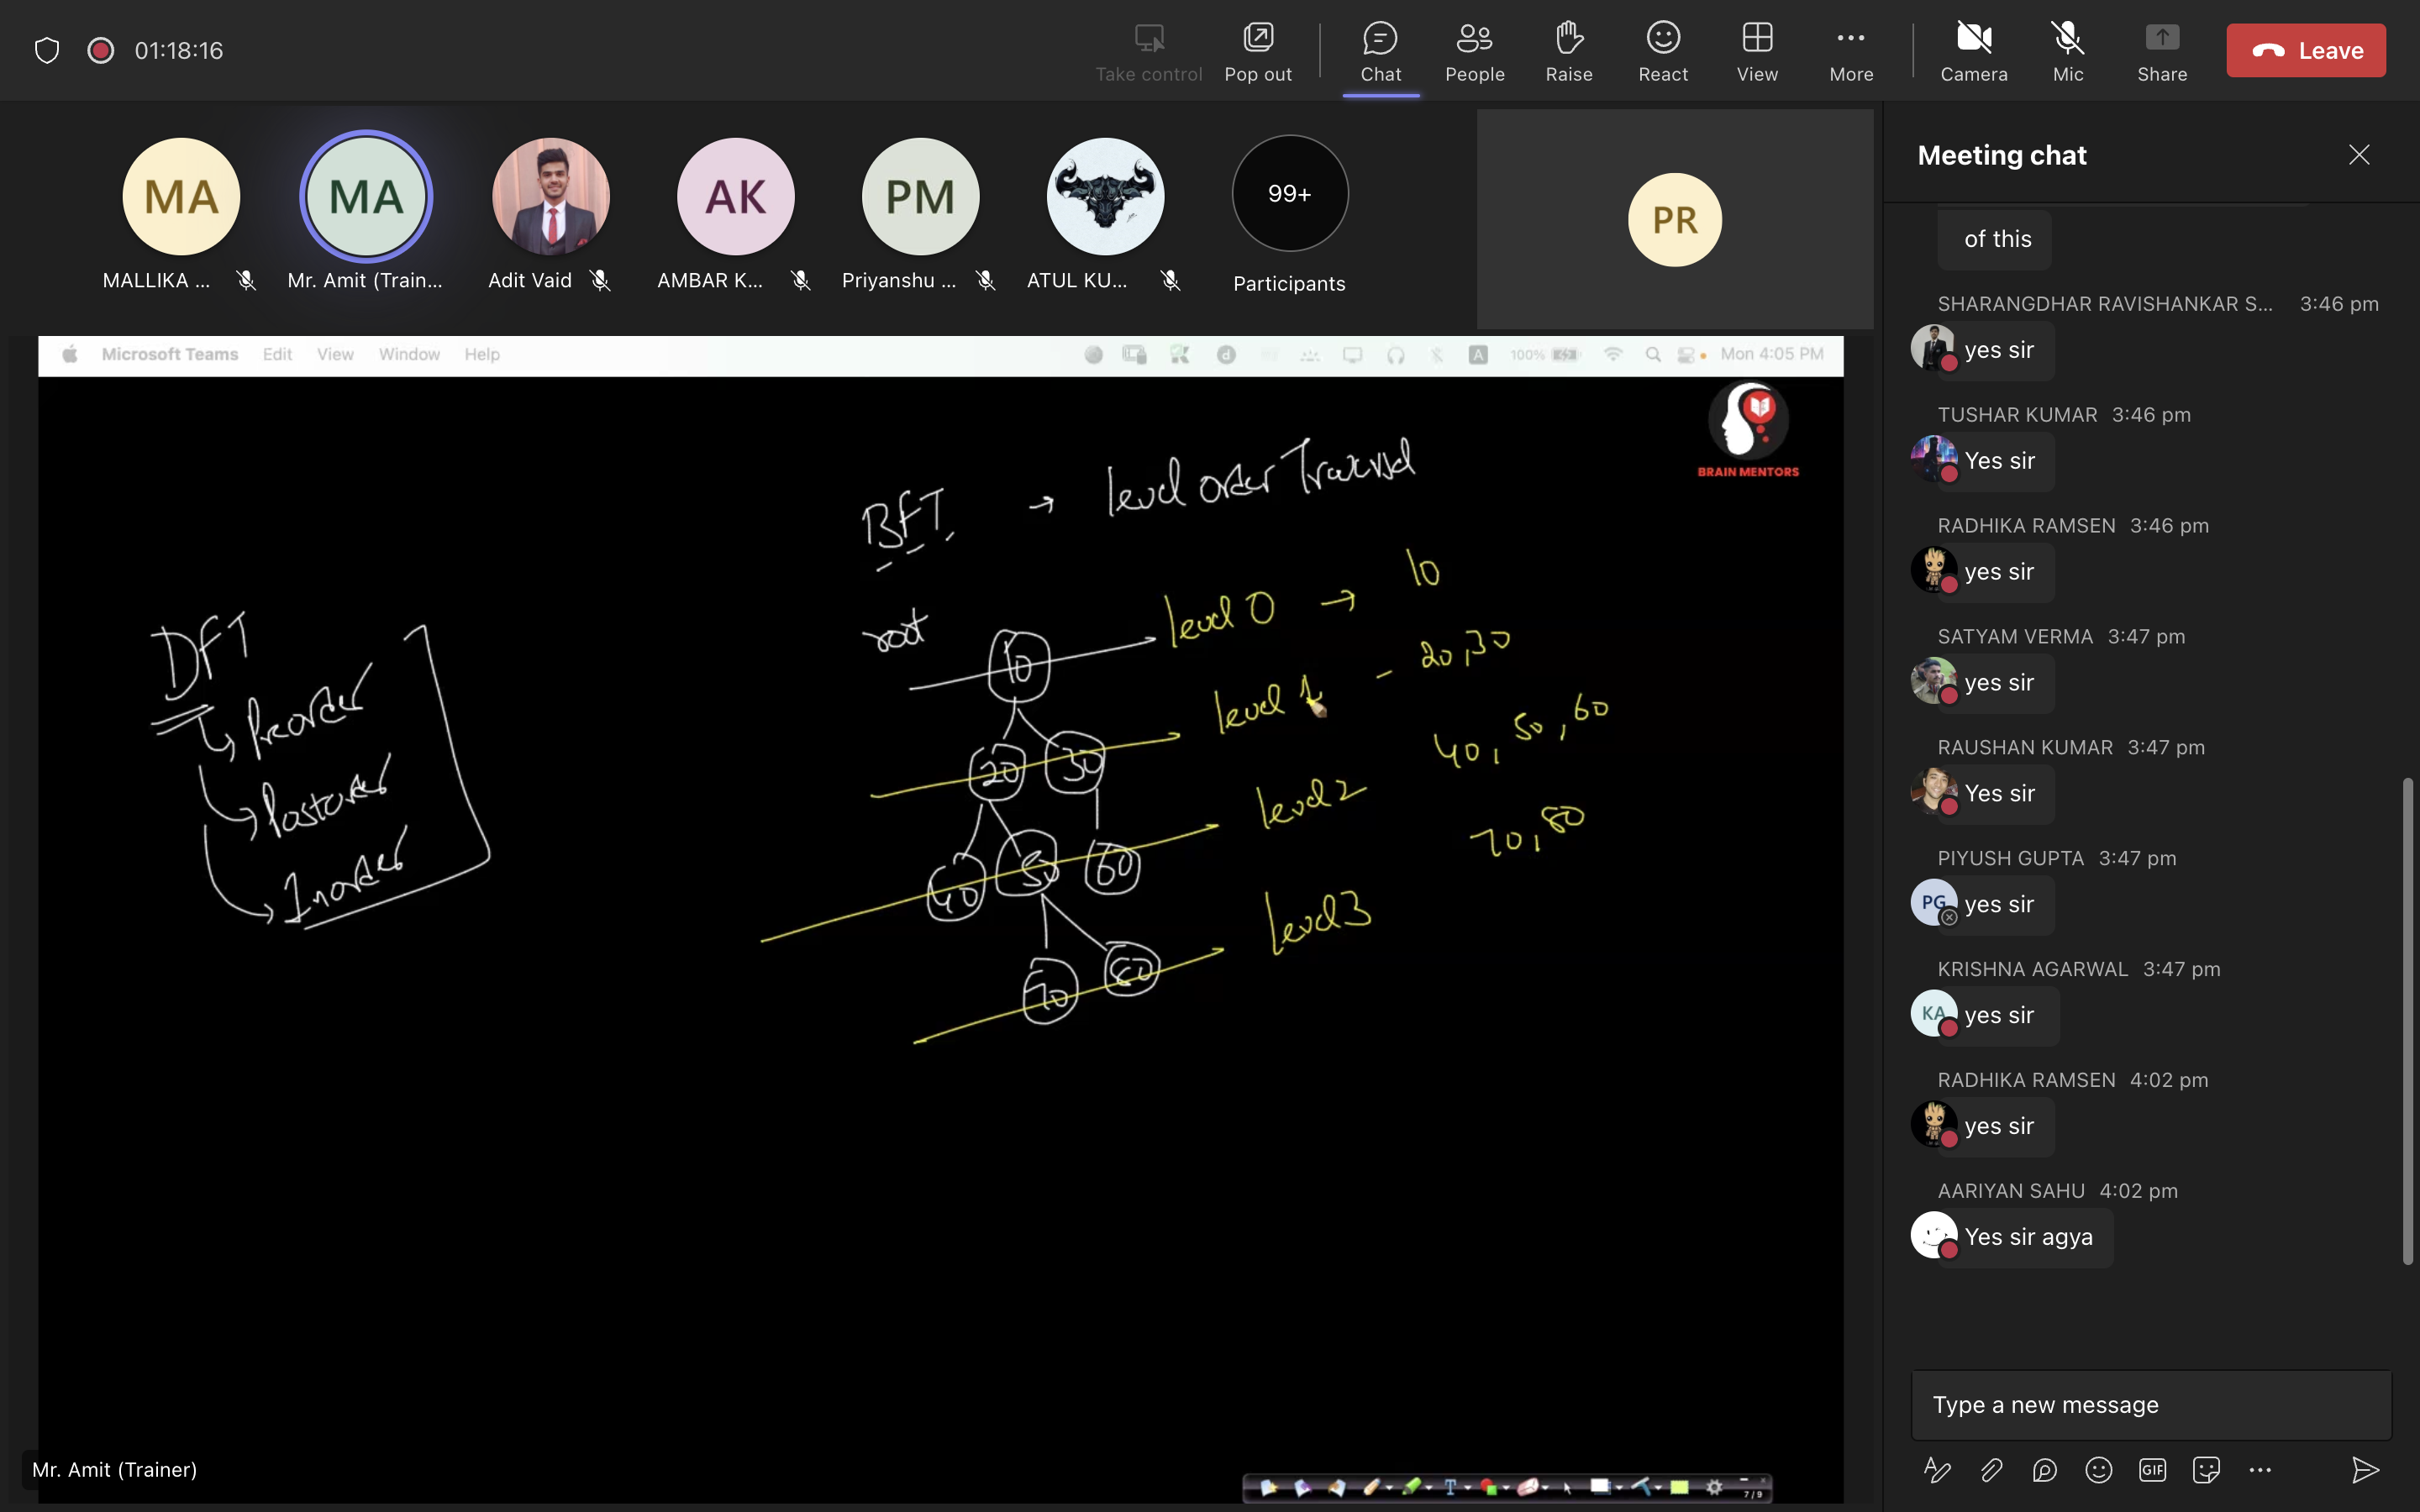 01:18:16
Take control
Pop out
Chat
People
Raise
React
View
More
Camera
Mic
Share
Leave
MA
MA
AK
PM
99+
PR
MALLIKA ...
Mr. Amit (Train...
Adit Vaid
AMBAR K...
Priyanshu ...
ATUL KU...
Participants
Microsoft Teams Edit View Window Help
d
A
100%
Mon 4:05 PM
BRAIN MENTORS
BFT → level order Traversal
root
10
20 30
40 50 60
70 80
level 0 → 10
level 1 - 20, 30
level 2
40, 50, 60
level 3
70, 80
DFT
Preorder
Postorder
Inorder
Mr. Amit (Trainer)
T
7 / 9
Meeting chat
of this
SHARANGDHAR RAVISHANKAR S... 3:46 pm
yes sir
TUSHAR KUMAR 3:46 pm
Yes sir
RADHIKA RAMSEN 3:46 pm
yes sir
SATYAM VERMA 3:47 pm
yes sir
RAUSHAN KUMAR 3:47 pm
Yes sir
PIYUSH GUPTA 3:47 pm
PG
yes sir
KRISHNA AGARWAL 3:47 pm
KA
yes sir
RADHIKA RAMSEN 4:02 pm
yes sir
AARIYAN SAHU 4:02 pm
Yes sir agya
Type a new message
GIF